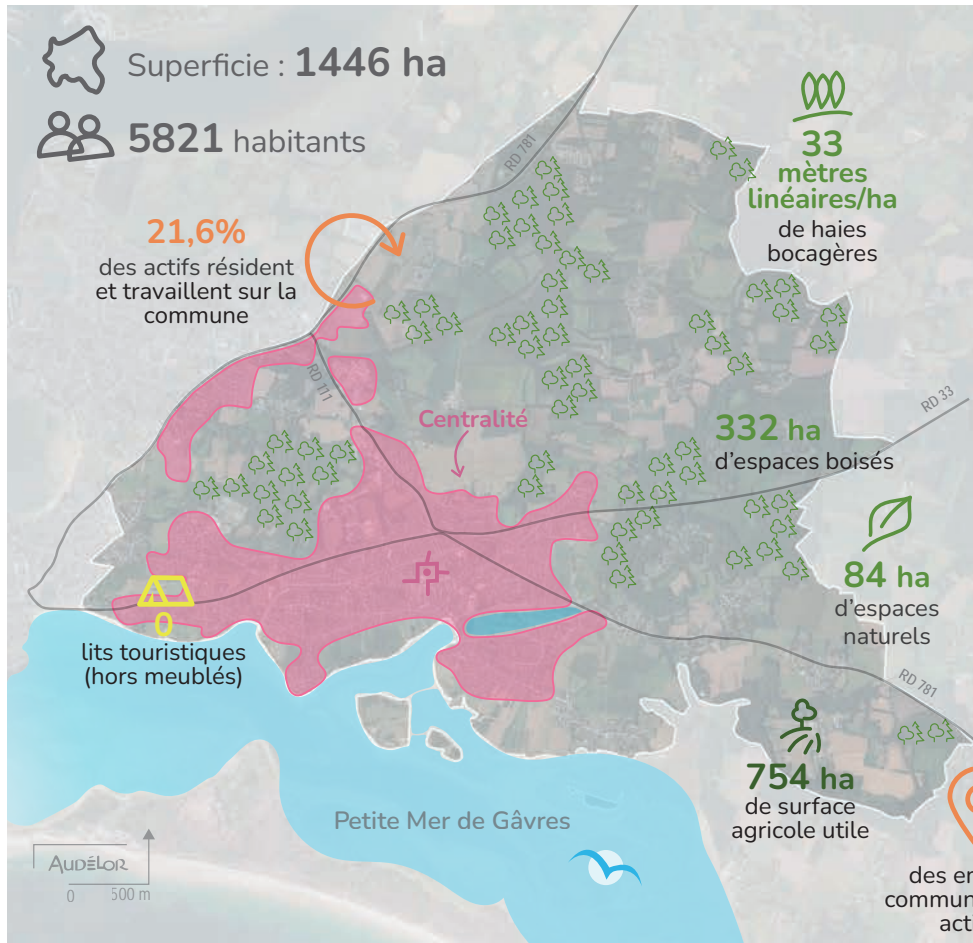 Superficie : 1446 ha
5821 habitants
RD 781
33
mètres
linéaires/ha
de haies
bocagères
21,6%
des actifs résident
et travaillent sur la
commune
RD 111
Centralité
RD 33
332 ha
d'espaces boisés
84 ha
d'espaces
naturels
0
lits touristiques
(hors meublés)
RD 781
754 ha
de surface
agricole utile
Petite Mer de Gâvres
AUDÉLOR
0 500 m